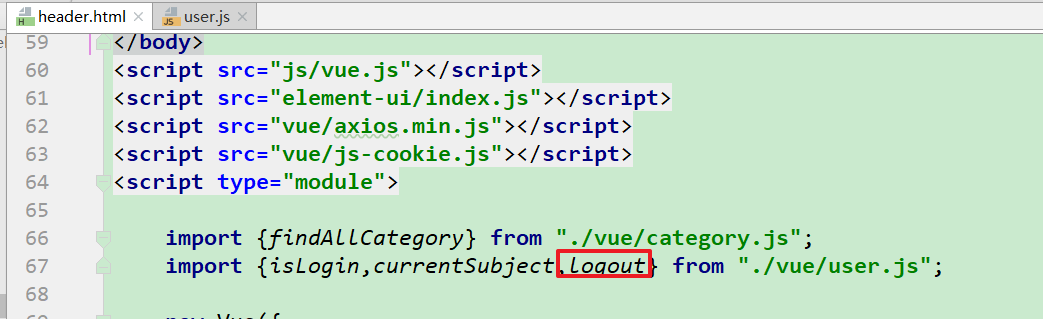 header.html × user.js ×
59 </body>
60 <script src="js/vue.js"></script>
61 <script src="element-ui/index.js"></script>
62 <script src="vue/axios.min.js"></script>
63 <script src="vue/js-cookie.js"></script>
64 <script type="module">
65
66 import {findAllCategory} from "./vue/category.js";
67 import {isLogin,currentSubject,logout} from "./vue/user.js";
68
69 new Vue({